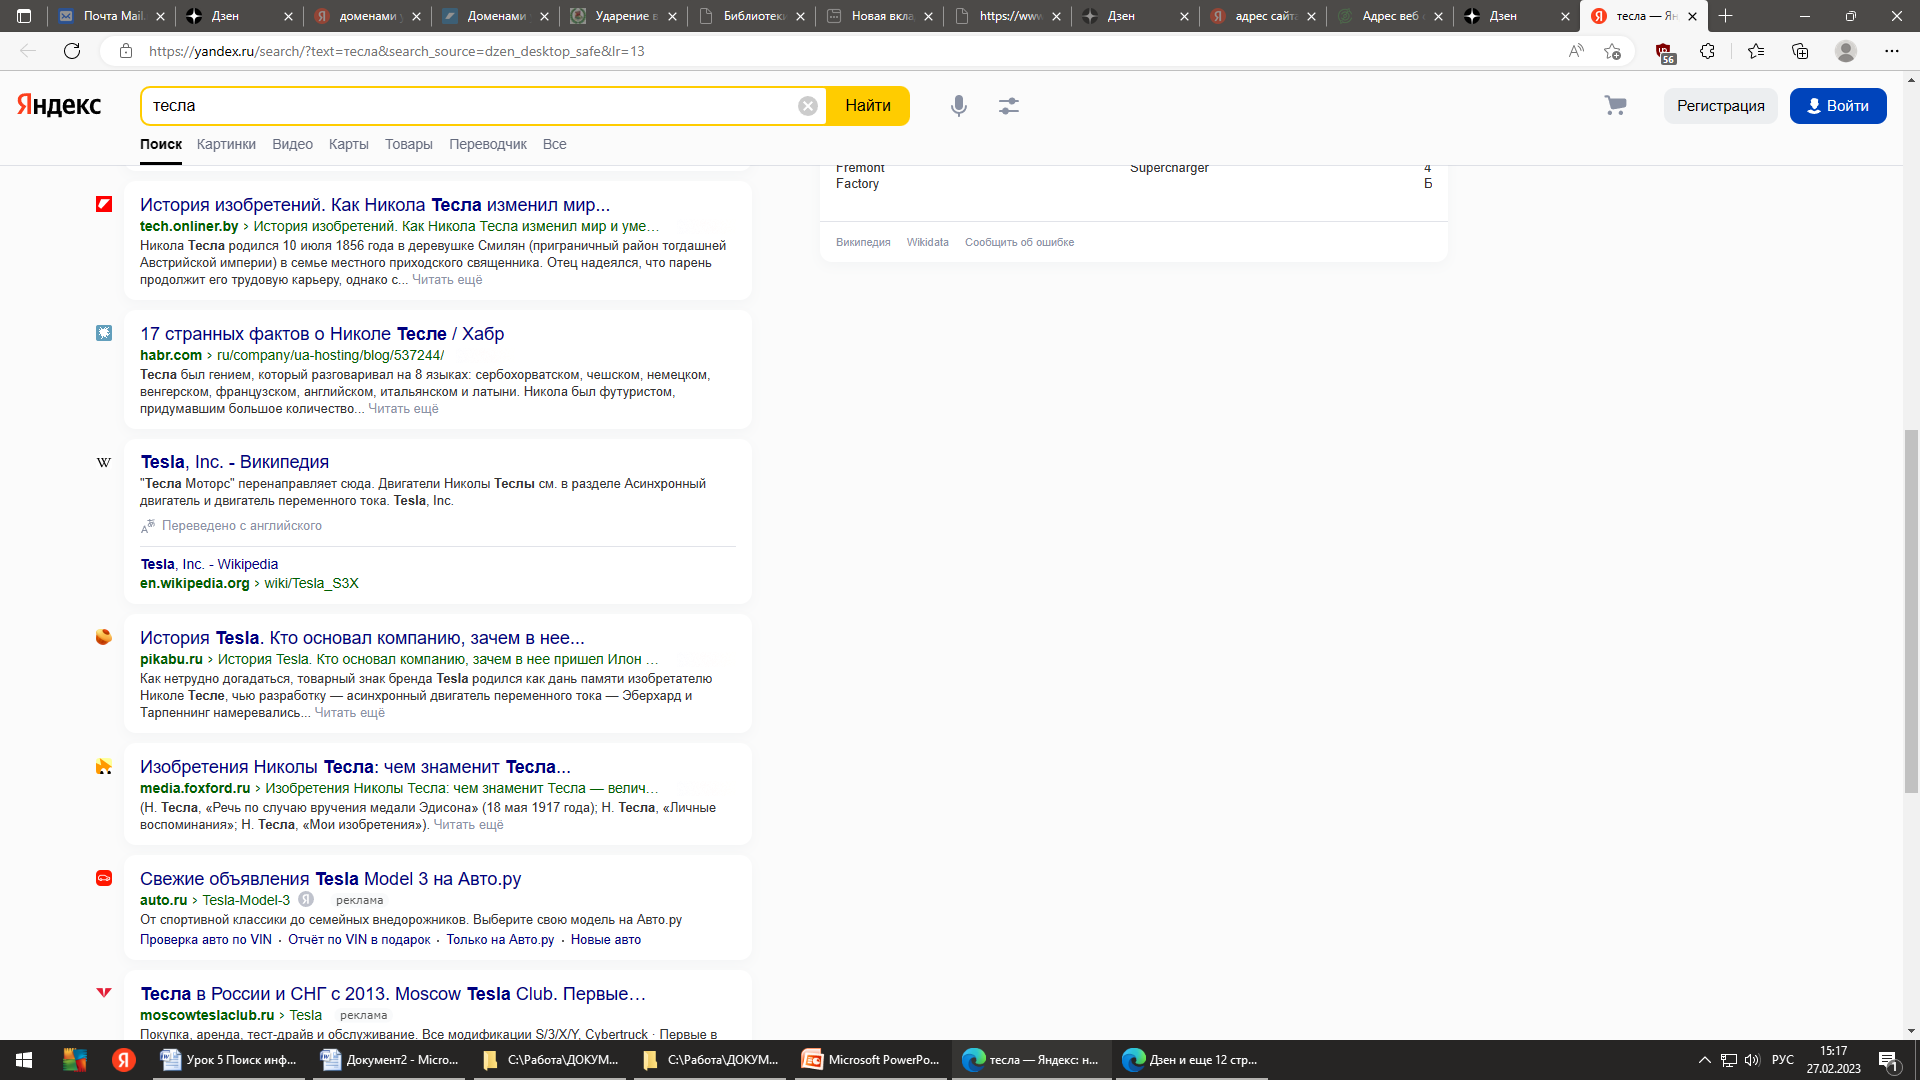 Почта Mail.
Дзен
доменами
Доменами
Ударение в
Библиотеки
Новая вкла
https://www
Дзен
адрес сайта
Адрес веб
Дзен
тесла — Ян
https://yandex.ru/search/?text=тесла&search_source=dzen_desktop_safe&lr=13
56
Яндекс
тесла
Найти
Регистрация
Войти
Поиск Картинки Видео Карты Товары Переводчик Все
Fremont Supercharger 4
Factory Б
Википедия Wikidata Сообщить об ошибке
История изобретений. Как Никола Тесла изменил мир...
tech.onliner.by › История изобретений. Как Никола Тесла изменил мир и уме…
Никола Тесла родился 10 июля 1856 года в деревушке Смилян (приграничный район тогдашней
Австрийской империи) в семье местного приходского священника. Отец надеялся, что парень
продолжит его трудовую карьеру, однако с... Читать ещё
17 странных фактов о Николе Тесле / Хабр
habr.com › ru/company/ua-hosting/blog/537244/
Тесла был гением, который разговаривал на 8 языках: сербохорватском, чешском, немецком,
венгерском, французском, английском, итальянском и латыни. Никола был футуристом,
придумавшим большое количество... Читать ещё
W
Tesla, Inc. - Википедия
"Тесла Моторс" перенаправляет сюда. Двигатели Николы Теслы см. в разделе Асинхронный
двигатель и двигатель переменного тока. Tesla, Inc.
Переведено с английского
Tesla, Inc. - Wikipedia
en.wikipedia.org › wiki/Tesla_S3X
История Tesla. Кто основал компанию, зачем в нее...
pikabu.ru › История Tesla. Кто основал компанию, зачем в нее пришел Илон …
Как нетрудно догадаться, товарный знак бренда Tesla родился как дань памяти изобретателю
Николе Тесле, чью разработку — асинхронный двигатель переменного тока — Эберхард и
Тарпеннинг намеревались... Читать ещё
Изобретения Николы Тесла: чем знаменит Тесла...
media.foxford.ru › Изобретения Николы Тесла: чем знаменит Тесла — велич…
(Н. Тесла, «Речь по случаю вручения медали Эдисона» (18 мая 1917 года); Н. Тесла, «Личные
воспоминания»; Н. Тесла, «Мои изобретения»). Читать ещё
Свежие объявления Tesla Model 3 на Авто.ру
auto.ru › Tesla-Model-3 Я реклама
От спортивной классики до семейных внедорожников. Выберите свою модель на Авто.ру
Проверка авто по VIN · Отчёт по VIN в подарок · Только на Авто.ру · Новые авто
Тесла в России и СНГ с 2013. Moscow Tesla Club. Первые…
moscowteslaclub.ru › Tesla реклама
Покупка, аренда, тест-драйв и обслуживание. Все модификации S/3/X/Y, Cybertruck · Первые в
Урок 5 Поиск инф...
Документ2 - Micro...
C:\Работа\ДОКУМ...
C:\Работа\ДОКУМ...
Microsoft PowerPo...
тесла — Яндекс: н...
Дзен и еще 12 стр...
РУС
15:17
27.02.2023
1